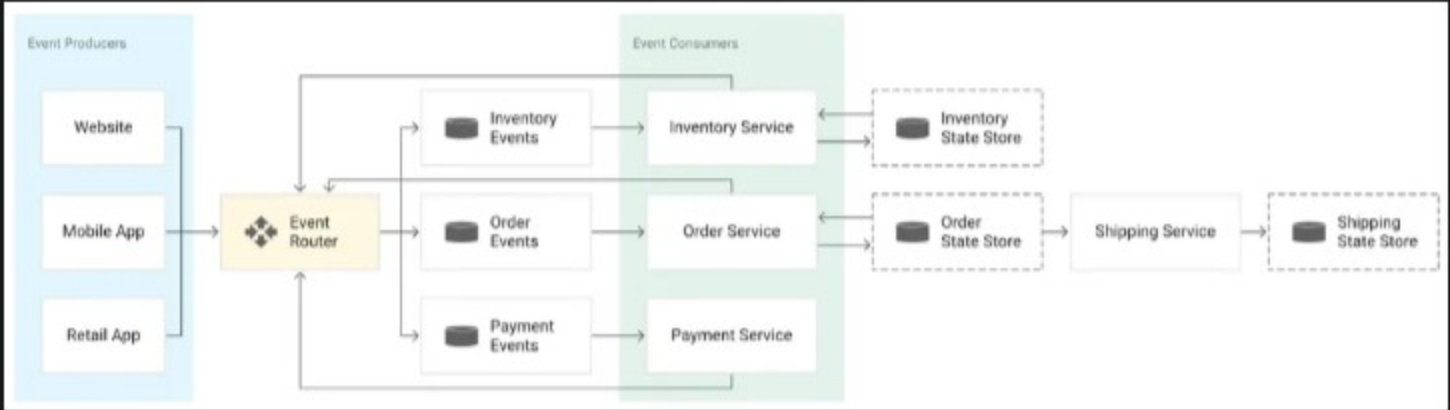 Event Producers
Event Consumers
Website
Inventory
Events
Inventory Service
Inventory
State Store
Mobile App
Event
Router
Order
Events
Order Service
Order
State Store
Shipping Service
Shipping
State Store
Retail App
Payment
Events
Payment Service